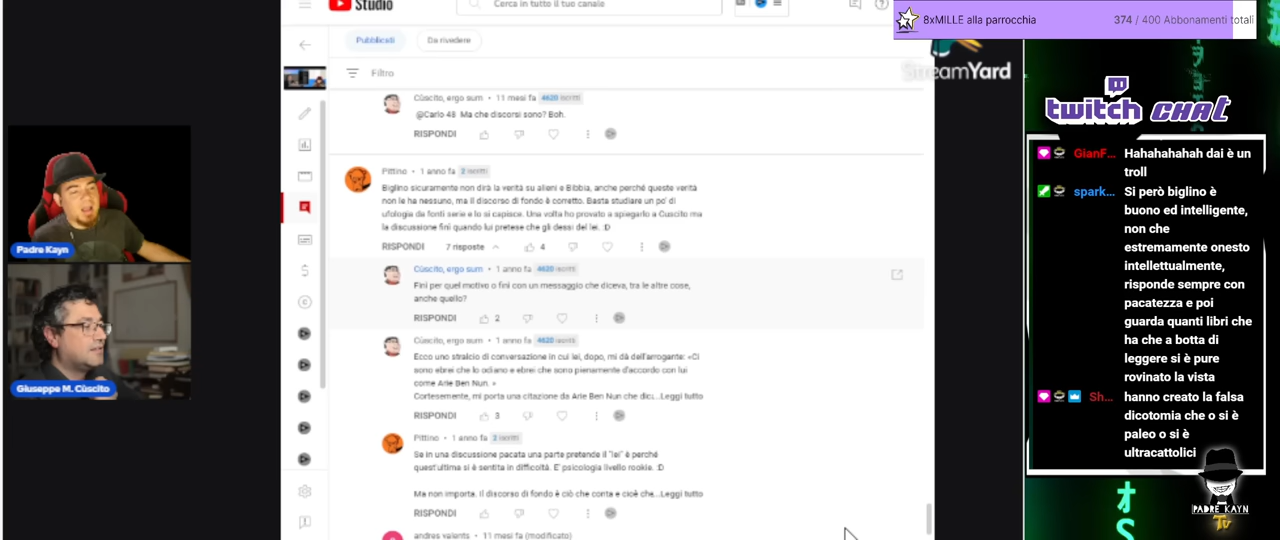 Studio
Cerca in tutto il tuo canale
8xMILLE alla parrocchia
374 / 400 Abbonamenti totali
Pubblicati
Da rivedere
StreamYard
Filtro
Cùscito, ergo sum • 11 mesi fa 4620 iscritti
@Carlo 48 Ma che discorsi sono? Boh.
RISPONDI
Pittino • 1 anno fa 2 iscritti
Biglino sicuramente non dirà la verità su alieni e Bibbia, anche perché queste verità
non le ha nessuno, ma il discorso di fondo è corretto. Basta studiare un po' di
ufologia da fonti serie e lo si capisce. Una volta ho provato a spiegarlo a Cuscito ma
la discussione finì quando lui pretese che gli dessi del lei. :D
RISPONDI 7 risposte 4
Cùscito, ergo sum • 1 anno fa 4620 iscritti
Finì per quel motivo o finì con un messaggio che diceva, tra le altre cose,
anche quello?
RISPONDI 2
Cùscito, ergo sum • 1 anno fa 4620 iscritti
Ecco uno stralcio di conversazione in cui lei, dopo, mi dà dell'arrogante: «Ci
sono ebrei che lo odiano e ebrei che sono pienamente d'accordo con lui
come Arie Ben Nun. »
Cortesemente, mi porta una citazione da Arie Ben Nun che dic...Leggi tutto
RISPONDI 3
Pittino • 1 anno fa 2 iscritti
Se in una discussione pacata una parte pretende il "lei" è perché
quest'ultima si è sentita in difficoltà. E' psicologia livello rookie. :D
Ma non importa. Il discorso di fondo è ciò che conta e cioè che...Leggi tutto
RISPONDI
andres valents • 11 mesi fa (modificato)
Padre Kayn
Giuseppe M. Cùscito
twitch CHAT
GianF... Hahahahahah dai è un
troll
spark... Si però biglino è
buono ed intelligente,
non che
estremamente onesto
intellettualmente,
risponde sempre con
pacatezza e poi
guarda quanti libri che
ha che a botta di
leggere si è pure
rovinato la vista
Sh... hanno creato la falsa
dicotomia che o si è
paleo o si è
ultracattolici
PADRE KAYN
TV